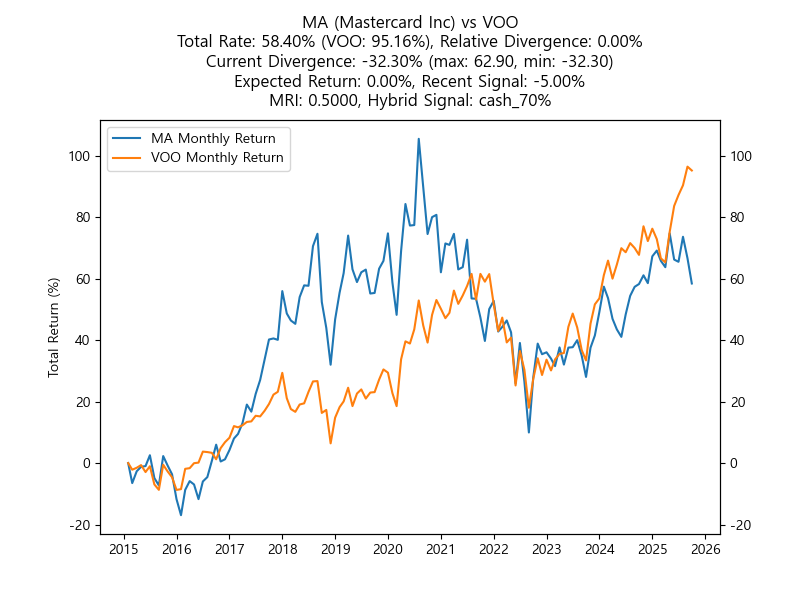 MA (Mastercard Inc) vs VOO
Total Rate: 58.40% (VOO: 95.16%), Relative Divergence: 0.00%
Current Divergence: -32.30% (max: 62.90, min: -32.30)
Expected Return: 0.00%, Recent Signal: -5.00%
MRI: 0.5000, Hybrid Signal: cash_70%
MA Monthly Return
VOO Monthly Return
Total Return (%)
100
80
60
40
20
0
-20
100
80
60
40
20
0
-20
2015 2016 2017 2018 2019 2020 2021 2022 2023 2024 2025 2026